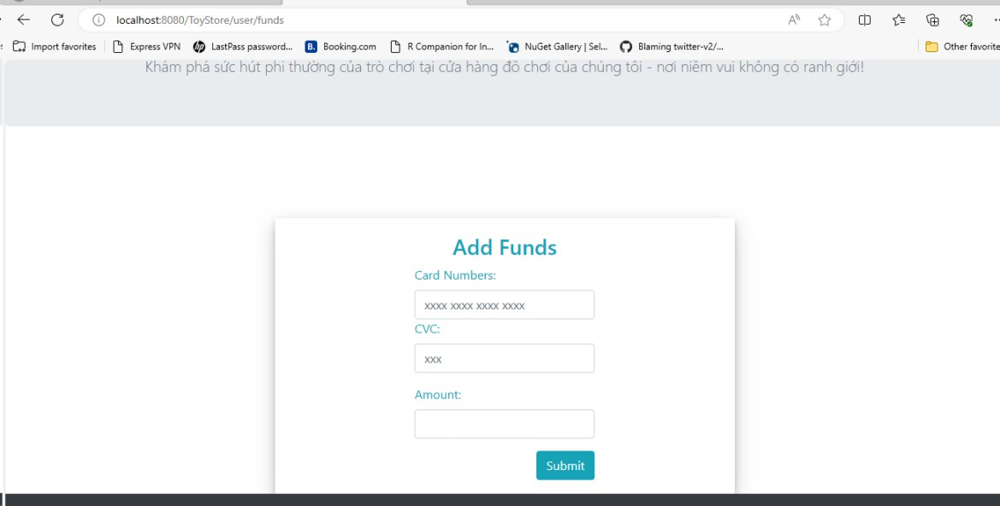 localhost:8080/ToyStore/user/funds
Import favorites Express VPN LastPass password... B. Booking.com R Companion for In... NuGet Gallery | Sel... Blaming twitter-v2/... Other favorite
Khám phá sức hút phi thường của trò chơi tại cửa hàng đồ chơi của chúng tôi - nơi niềm vui không có ranh giới!
Add Funds
Card Numbers:
xxxx xxxx xxxx xxxx
CVC:
xxx
Amount:
Submit